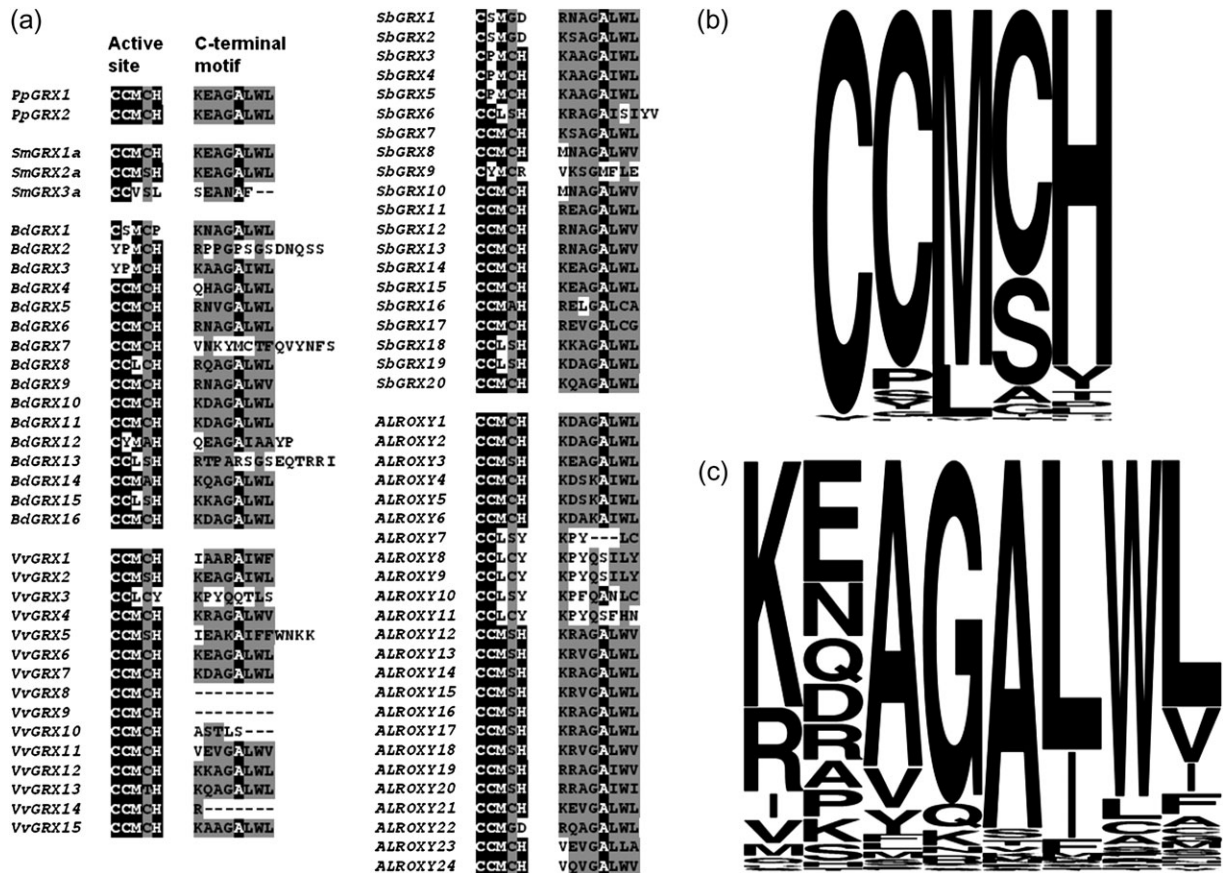 (a)
Active site C-terminal motif
PpGRX1 CCMCH KEAGALWL
PpGRX2 CCMCH KEAGALWL
SmGRX1a CCMCH KEAGALWL
SmGRX2a CCMSH KEAGALWL
SmGRX3a CCVSL SEANAF--
BdGRX1 CSMCP KNAGALWL
BdGRX2 YPMCH RPPGPSGSDNQSS
BdGRX3 YPMCH KAAGAIWL
BdGRX4 CCMCH QHAGALWL
BdGRX5 CCMCH RNVGALWL
BdGRX6 CCMCH RNAGALWL
BdGRX7 CCMCH VNKYMCTFQVYNFS
BdGRX8 CCLCH RQAGALWL
BdGRX9 CCMCH RNAGALWV
BdGRX10 CCMCH KDAGALWL
BdGRX11 CCMCH KDAGALWL
BdGRX12 CYMAH QEAGAIAAYP
BdGRX13 CCLSH RTPARSGSEQTRRI
BdGRX14 CCMAH KQAGALWL
BdGRX15 CCLSH KKAGALWL
BdGRX16 CCMCH KDAGALWL
VvGRX1 CCMCH IAARAIWF
VvGRX2 CCMSH KEAGAIWL
VvGRX3 CCLCY KPYQQTLS
VvGRX4 CCMCH KRAGALWV
VvGRX5 CCMSH IEAKAIFFWNKK
VvGRX6 CCMCH KEAGALWL
VvGRX7 CCMCH KDAGALWL
VvGRX8 CCMCH --------
VvGRX9 CCMCH --------
VvGRX10 CCMCH ASTLS---
VvGRX11 CCMCH VEVGALWV
VvGRX12 CCMCH KKAGALWL
VvGRX13 CCMTH KQAGALWL
VvGRX14 CCMCH R-------
VvGRX15 CCMCH KAAGALWL
SbGRX1 CSMGD RNAGALWL
SbGRX2 CSMGD KSAGALWL
SbGRX3 CPMCH KAAGALWL
SbGRX4 CPMCH KAAGALWL
SbGRX5 CPMCH KAAGALWL
SbGRX6 CCLSH KRAGAISIYV
SbGRX7 CCMCH KSAGALWL
SbGRX8 CCMCH MNAGALWV
SbGRX9 CYMCR VKSGMFLE
SbGRX10 CCMCH MNAGALWV
SbGRX11 CCMCH REAGALWL
SbGRX12 CCMCH RNAGALWV
SbGRX13 CCMCH RNAGALWV
SbGRX14 CCMCH KEAGALWL
SbGRX15 CCMCH KEAGALWL
SbGRX16 CCMAH RELGALCA
SbGRX17 CCMCH REVGALCG
SbGRX18 CCLSH KKAGALWL
SbGRX19 CCLSH KDAGALWL
SbGRX20 CCMCH KQAGALWL
ALROXY1 CCMCH KDAGALWL
ALROXY2 CCMCH KDAGALWL
ALROXY3 CCMSH KEAGALWL
ALROXY4 CCMSH KDSKAIWL
ALROXY5 CCMSH KDSKAIWL
ALROXY6 CCMCH KDAKAIWL
ALROXY7 CCLSY KPY---LC
ALROXY8 CCLCY KPYQSILY
ALROXY9 CCLCY KPYQSILY
ALROXY10 CCLSY KPFQANLC
ALROXY11 CCLCY KPYQSFHN
ALROXY12 CCMSH KRAGALWV
ALROXY13 CCMSH KRVGALWL
ALROXY14 CCMSH KRAGALWL
ALROXY15 CCMSH KRVGALWL
ALROXY16 CCMSH KRVGALWL
ALROXY17 CCMSH KRAGALWL
ALROXY18 CCMSH KRVGALWL
ALROXY19 CCMSH RRAGAIWV
ALROXY20 CCMSH RRAGAIWI
ALROXY21 CCMCH KEVGALWL
ALROXY22 CCMGD RQAGALWL
ALROXY23 CCMCH VEVGALLA
ALROXY24 CCMCH VQVGALWL
(b)
CCMCH
P L S Y
S A
(c)
KEAGALWL
R N V Q I L V
I Q Y K C I
V D F
M R A
A
P
K